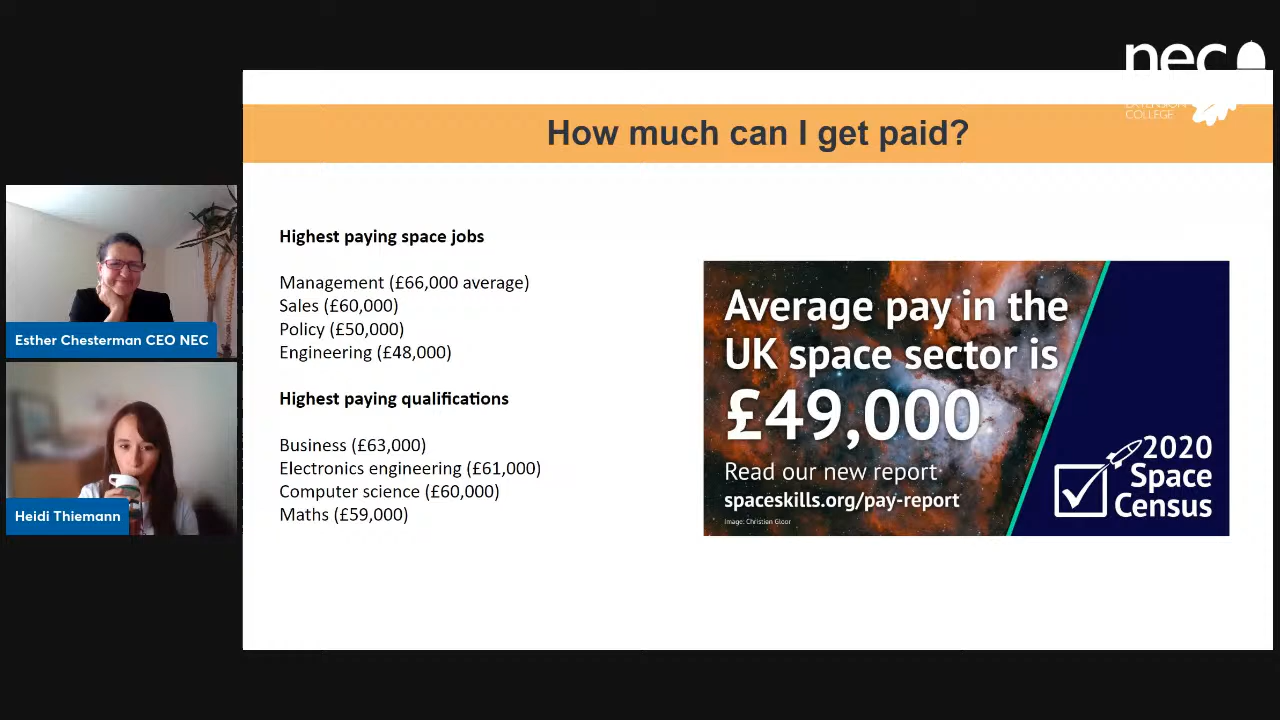 nec
EXTENSION
COLLEGE
How much can I get paid?
Highest paying space jobs
Management (£66,000 average)
Sales (£60,000)
Policy (£50,000)
Engineering (£48,000)
Highest paying qualifications
Business (£63,000)
Electronics engineering (£61,000)
Computer science (£60,000)
Maths (£59,000)
Average pay in the
UK space sector is
£49,000
Read our new report
spaceskills.org/pay-report
Image: Christien Gloor
2020
Space
Census
Esther Chesterman CEO NEC
Heidi Thiemann